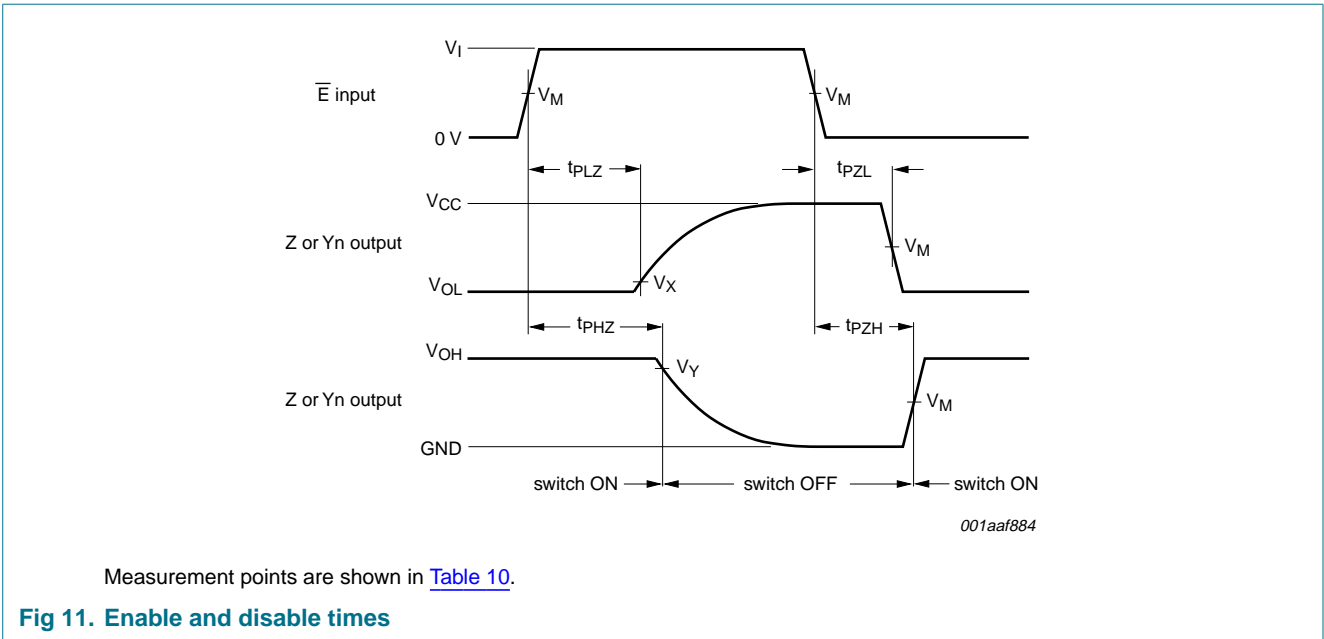 V_I
E̅ input
V_M V_M
0 V
t_PLZ t_PZL
V_CC
Z or Yn output
V_M
V_OL V_X
t_PHZ t_PZH
V_OH
V_Y
Z or Yn output
V_M
GND
switch ON switch OFF switch ON
001aaf884
Measurement points are shown in Table 10.
Fig 11. Enable and disable times